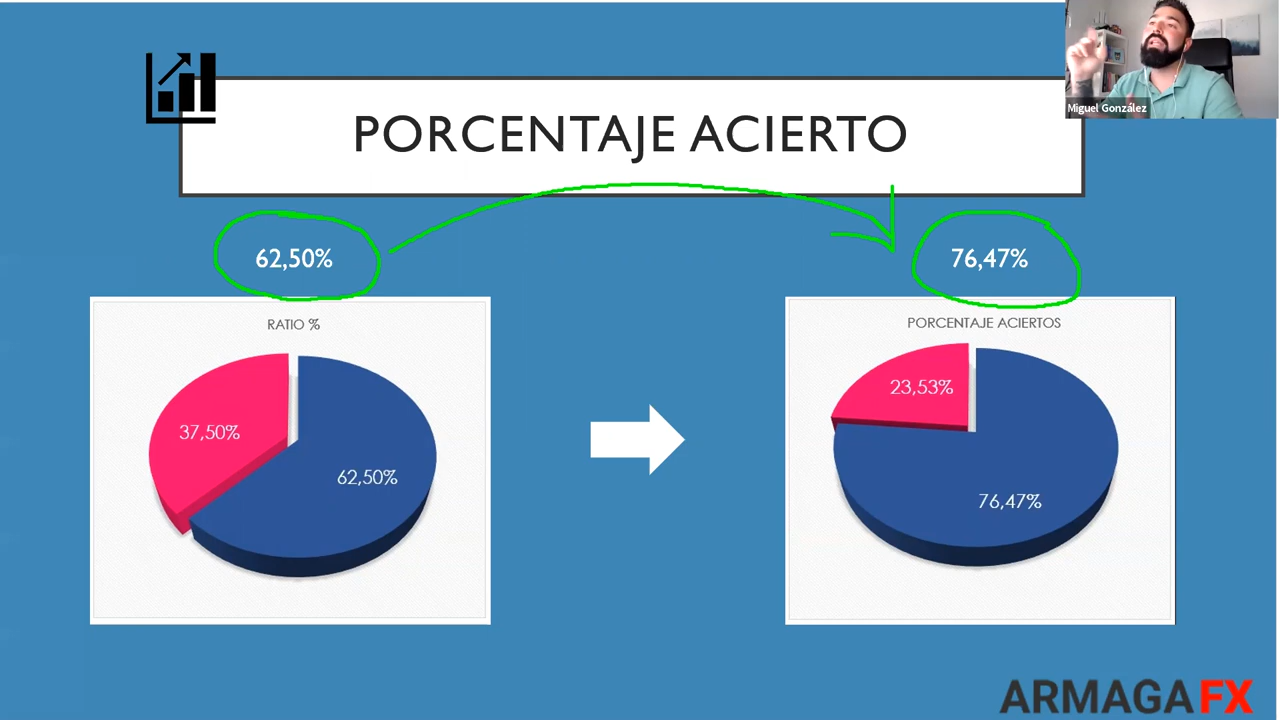 Miguel González
PORCENTAJE ACIERTO
62,50%
76,47%
RATIO %
37,50%
62,50%
PORCENTAJE ACIERTOS
23,53%
76,47%
ARMAGAFX